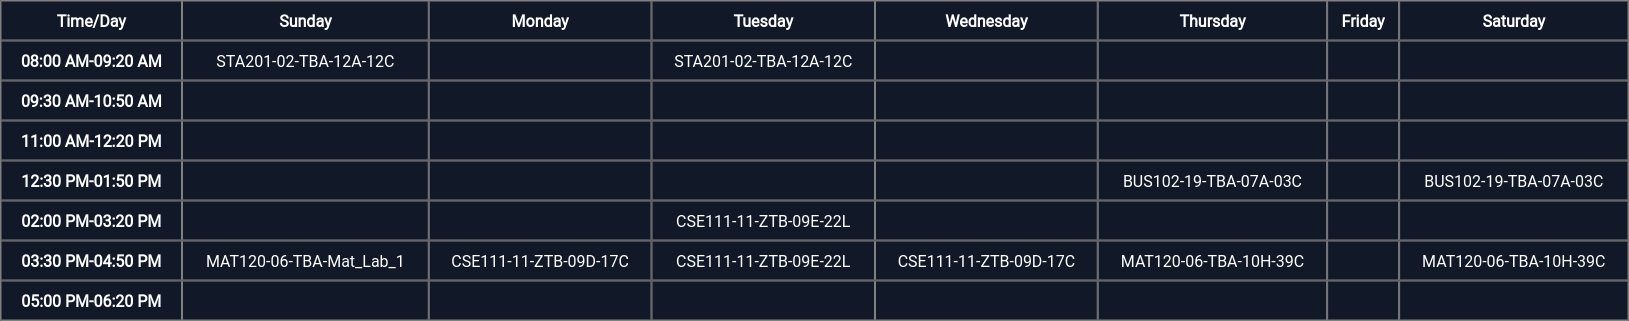 Time/Day Sunday Monday Tuesday Wednesday Thursday Friday Saturday
08:00 AM-09:20 AM STA201-02-TBA-12A-12C STA201-02-TBA-12A-12C
09:30 AM-10:50 AM
11:00 AM-12:20 PM
12:30 PM-01:50 PM BUS102-19-TBA-07A-03C BUS102-19-TBA-07A-03C
02:00 PM-03:20 PM CSE111-11-ZTB-09E-22L
03:30 PM-04:50 PM MAT120-06-TBA-Mat_Lab_1 CSE111-11-ZTB-09D-17C CSE111-11-ZTB-09E-22L CSE111-11-ZTB-09D-17C MAT120-06-TBA-10H-39C MAT120-06-TBA-10H-39C
05:00 PM-06:20 PM